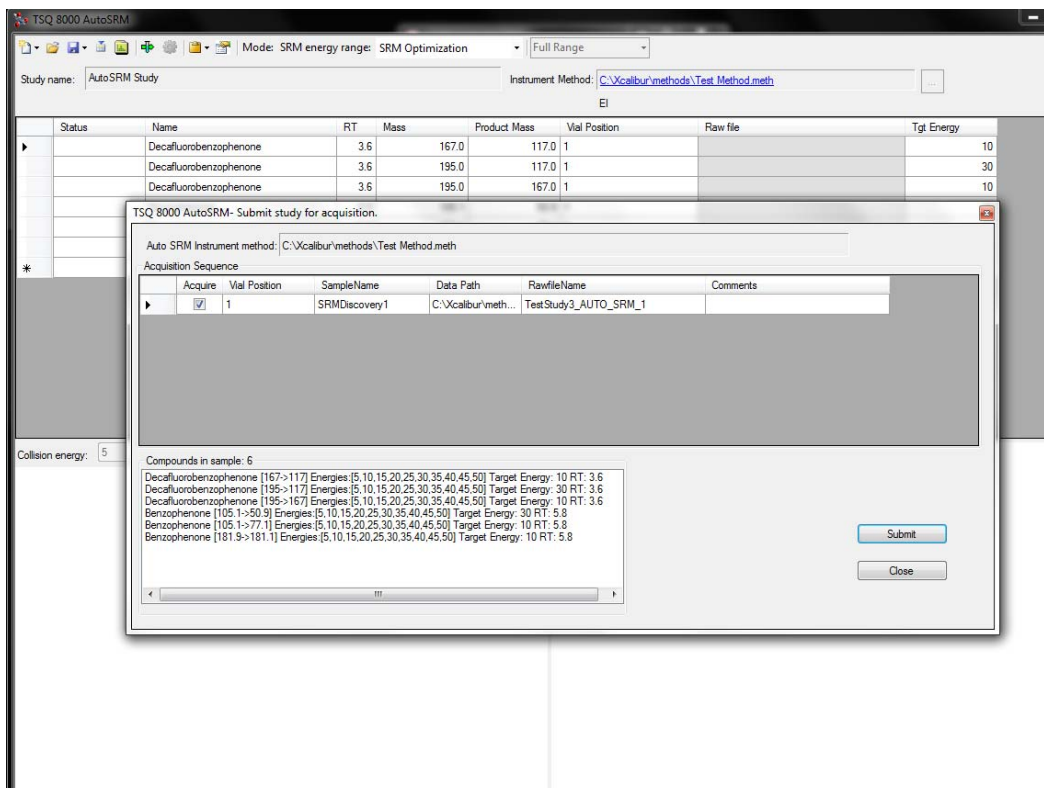 TSQ 8000 AutoSRM
Mode: SRM energy range: SRM Optimization Full Range
Study name: AutoSRM Study Instrument Method: C:\Xcalibur\methods\Test Method.meth ...
EI
Status Name RT Mass Product Mass Vial Position Raw file Tgt Energy
Decafluorobenzophenone 3.6 167.0 117.0 1 10
Decafluorobenzophenone 3.6 195.0 117.0 1 30
Decafluorobenzophenone 3.6 195.0 167.0 1 10
TSQ 8000 AutoSRM- Submit study for acquisition.
Auto SRM Instrument method: C:\Xcalibur\methods\Test Method.meth
Acquisition Sequence
Acquire Vial Position SampleName Data Path RawfileName Comments
1 SRMDiscovery1 C:\Xcalibur\meth... TestStudy3_AUTO_SRM_1
Collision energy: 5
Compounds in sample: 6
Decafluorobenzophenone [167->117] Energies:[5,10,15,20,25,30,35,40,45,50] Target Energy: 10 RT: 3.6
Decafluorobenzophenone [195->117] Energies:[5,10,15,20,25,30,35,40,45,50] Target Energy: 30 RT: 3.6
Decafluorobenzophenone [195->167] Energies:[5,10,15,20,25,30,35,40,45,50] Target Energy: 10 RT: 3.6
Benzophenone [105.1->50.9] Energies:[5,10,15,20,25,30,35,40,45,50] Target Energy: 30 RT: 5.8
Benzophenone [105.1->77.1] Energies:[5,10,15,20,25,30,35,40,45,50] Target Energy: 10 RT: 5.8
Benzophenone [181.9->181.1] Energies:[5,10,15,20,25,30,35,40,45,50] Target Energy: 10 RT: 5.8
Submit
Close